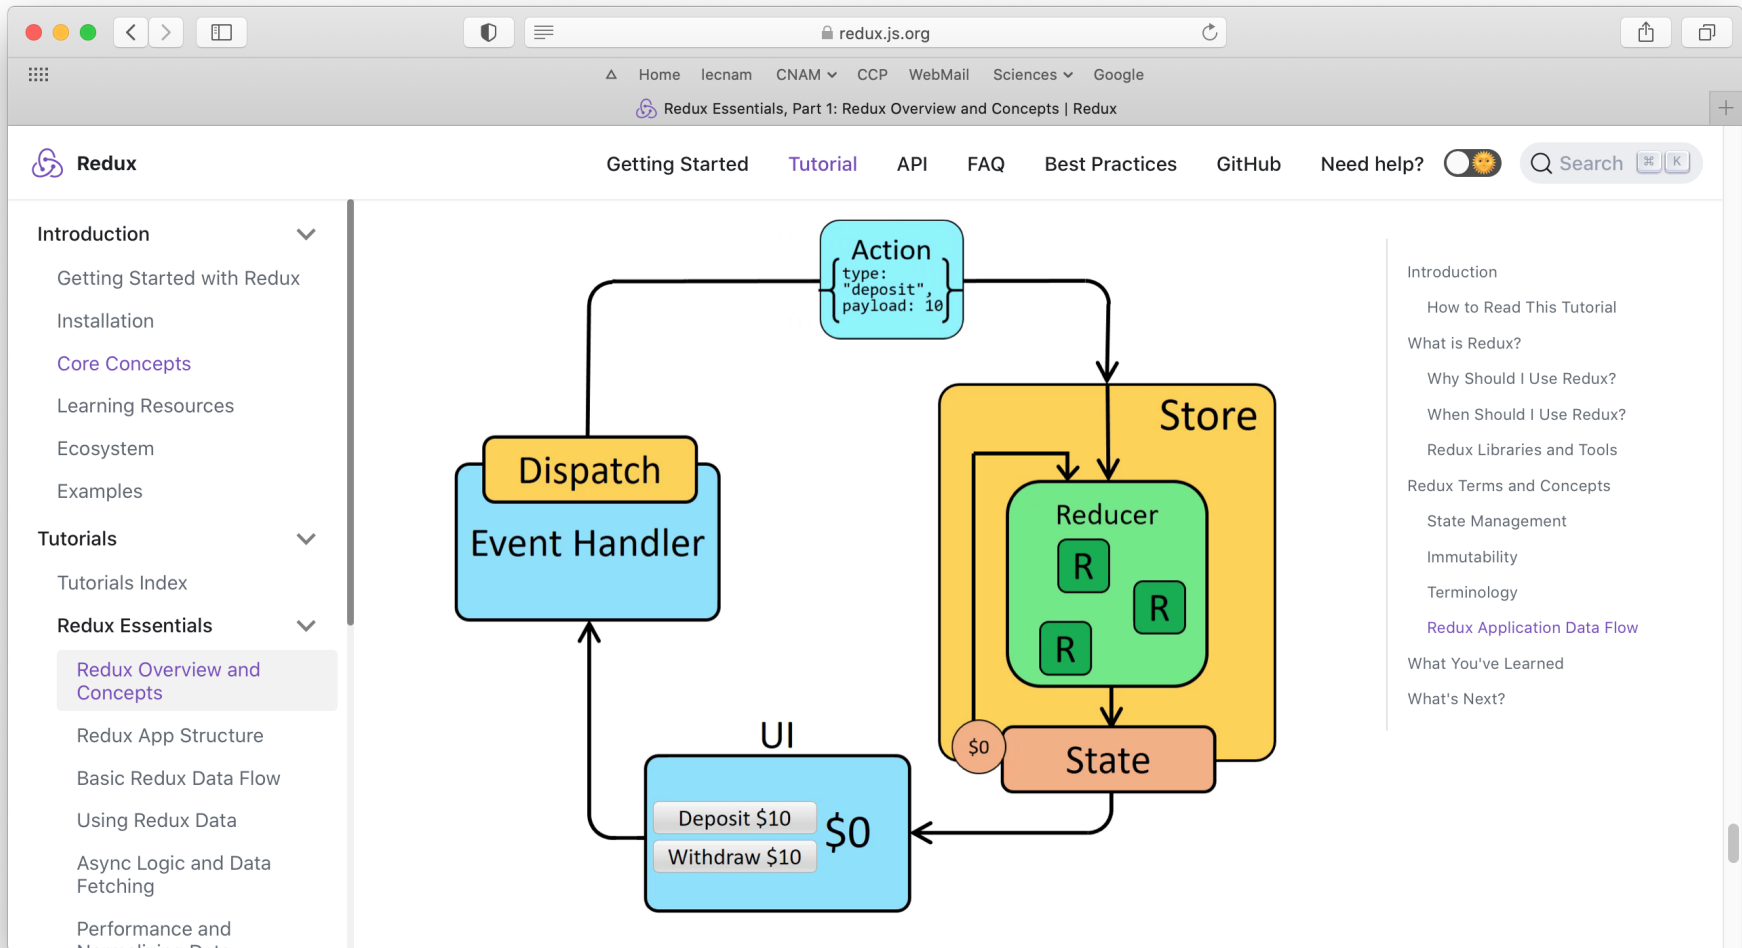 redux.js.org
Home lecnam CNAM CCP WebMail Sciences Google
Redux Essentials, Part 1: Redux Overview and Concepts | Redux
Redux
Getting Started Tutorial API FAQ Best Practices GitHub Need help? Search ⌘ K
Introduction
Getting Started with Redux
Installation
Core Concepts
Learning Resources
Ecosystem
Examples
Tutorials
Tutorials Index
Redux Essentials
Redux Overview and
Concepts
Redux App Structure
Basic Redux Data Flow
Using Redux Data
Async Logic and Data
Fetching
Performance and
Action
{ type:
"deposit",
payload: 10 }
Store
Dispatch
Event Handler
Reducer
R
R
R
$0
State
UI
Deposit $10
Withdraw $10
$0
Introduction
How to Read This Tutorial
What is Redux?
Why Should I Use Redux?
When Should I Use Redux?
Redux Libraries and Tools
Redux Terms and Concepts
State Management
Immutability
Terminology
Redux Application Data Flow
What You've Learned
What's Next?